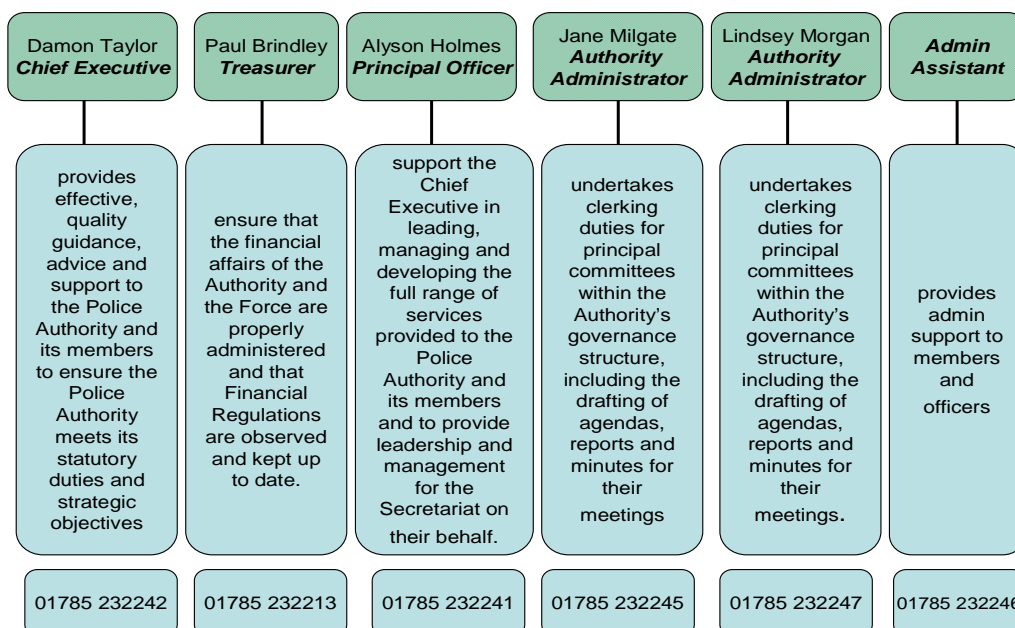 Damon Taylor
Chief Executive
Paul Brindley
Treasurer
Alyson Holmes
Principal Officer
Jane Milgate
Authority
Administrator
Lindsey Morgan
Authority
Administrator
Admin
Assistant
provides
effective,
quality
guidance,
advice and
support to
the Police
Authority and
its members
to ensure the
Police
Authority
meets its
statutory
duties and
strategic
objectives
ensure that
the financial
affairs of the
Authority and
the Force are
properly
administered
and that
Financial
Regulations
are observed
and kept up
to date.
support the
Chief
Executive in
leading,
managing and
developing the
full range of
services
provided to the
Police
Authority and
its members
and to provide
leadership and
management
for the
Secretariat on
their behalf.
undertakes
clerking
duties for
principal
committees
within the
Authority's
governance
structure,
including the
drafting of
agendas,
reports and
minutes for
their
meetings
undertakes
clerking
duties for
principal
committees
within the
Authority's
governance
structure,
including the
drafting of
agendas,
reports and
minutes for
their
meetings.
provides
admin
support to
members
and
officers
01785 232242
01785 232213
01785 232241
01785 232245
01785 232247
01785 232246